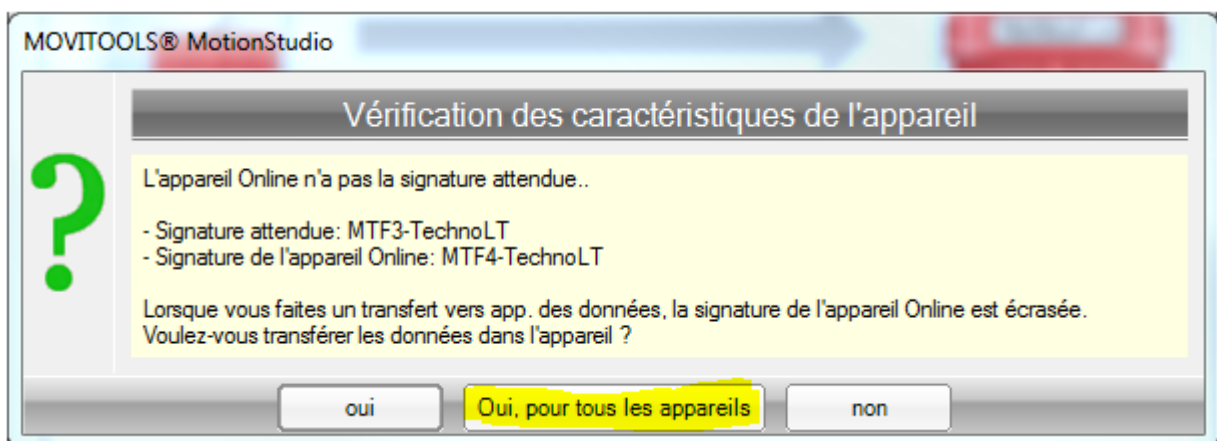 MOVITOOLS® MotionStudio
Vérification des caractéristiques de l'appareil
L'appareil Online n'a pas la signature attendue..
- Signature attendue: MTF3-TechnoLT
- Signature de l'appareil Online: MTF4-TechnoLT
Lorsque vous faites un transfert vers app. des données, la signature de l'appareil Online est écrasée.
Voulez-vous transférer les données dans l'appareil ?
oui
Oui, pour tous les appareils
non